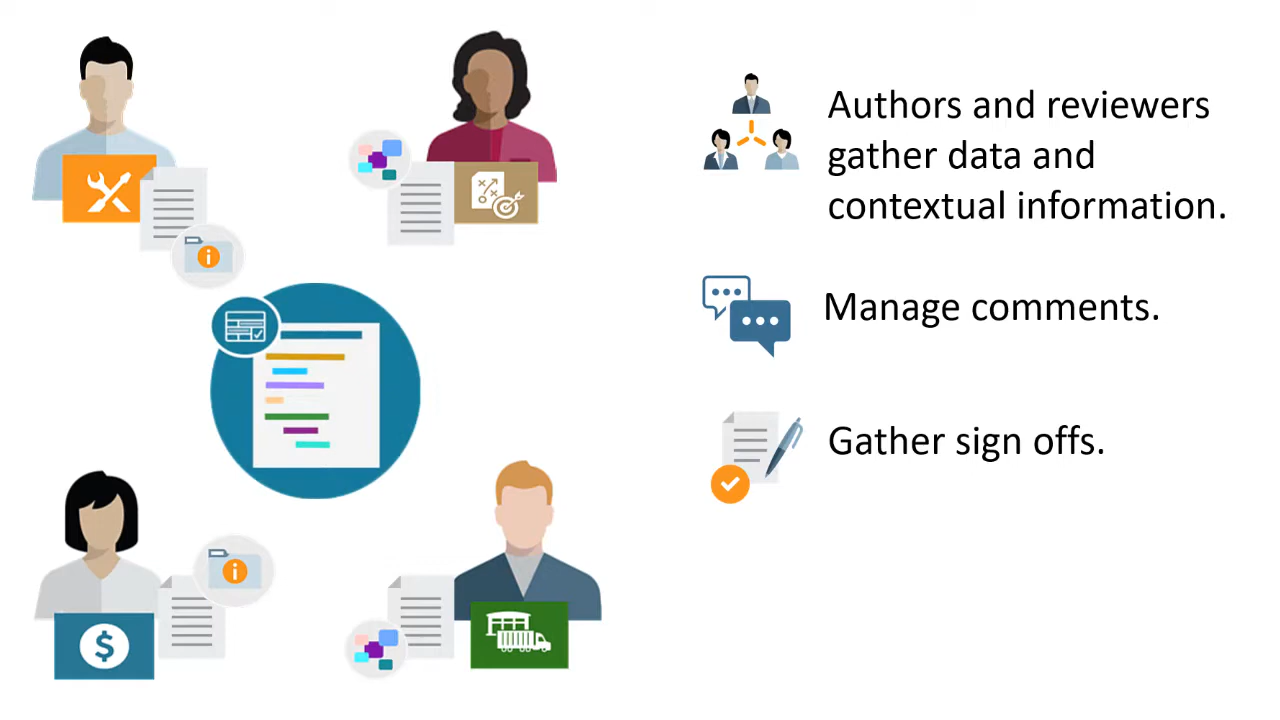 Authors and reviewers
gather data and
contextual information.
Manage comments.
Gather sign offs.